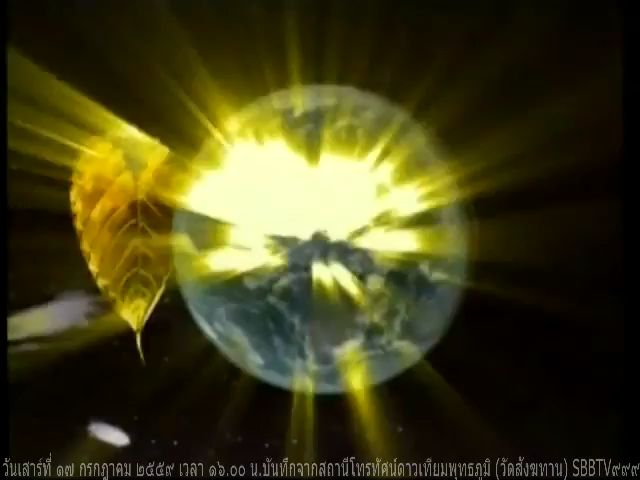 วันเสาร์ที่ ๑๗ กรกฎาคม ๒๕๕๙ เวลา ๑๖.๐๐ น.บันทึกจากสถานีโทรทัศน์ดาวเทียมพุทธภูมิ (วัดสังฆทาน) SBBTV๙๙๙